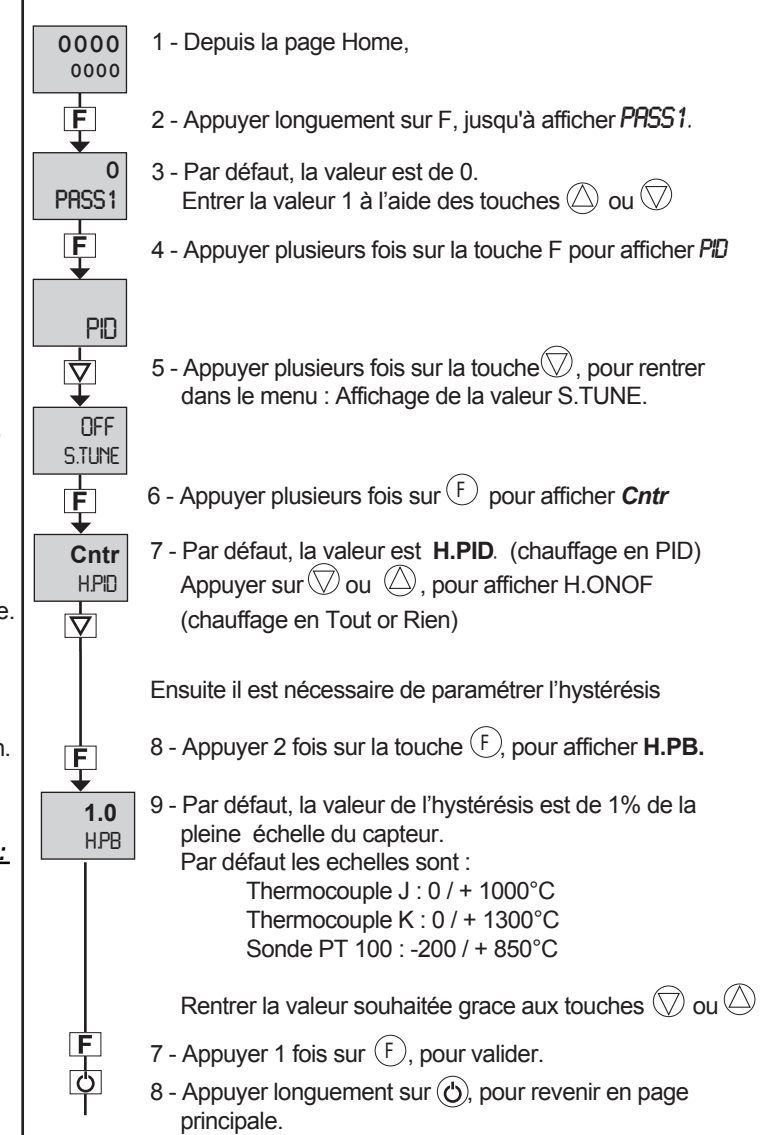 0000
0000
1 - Depuis la page Home,
F
2 - Appuyer longuement sur F, jusqu'à afficher PASS1.
0
PASS1
3 - Par défaut, la valeur est de 0.
Entrer la valeur 1 à l'aide des touches ou
F
4 - Appuyer plusieurs fois sur la touche F pour afficher PID
PID
5 - Appuyer plusieurs fois sur la touche , pour rentrer
dans le menu : Affichage de la valeur S.TUNE.
OFF
S.TUNE
F
6 - Appuyer plusieurs fois sur F pour afficher Cntr
Cntr
H.PID
7 - Par défaut, la valeur est H.PID. (chauffage en PID)
Appuyer sur ou , pour afficher H.ONOF
(chauffage en Tout or Rien)
e.
Ensuite il est nécessaire de paramétrer l'hystérésis
n.
F
8 - Appuyer 2 fois sur la touche F, pour afficher H.PB.
1.0
H.PB
9 - Par défaut, la valeur de l'hystérésis est de 1% de la
pleine échelle du capteur.
:
Par défaut les echelles sont :
Thermocouple J : 0 / + 1000°C
Thermocouple K : 0 / + 1300°C
Sonde PT 100 : -200 / + 850°C
Rentrer la valeur souhaitée grace aux touches ou
F
7 - Appuyer 1 fois sur F, pour valider.
8 - Appuyer longuement sur , pour revenir en page
principale.